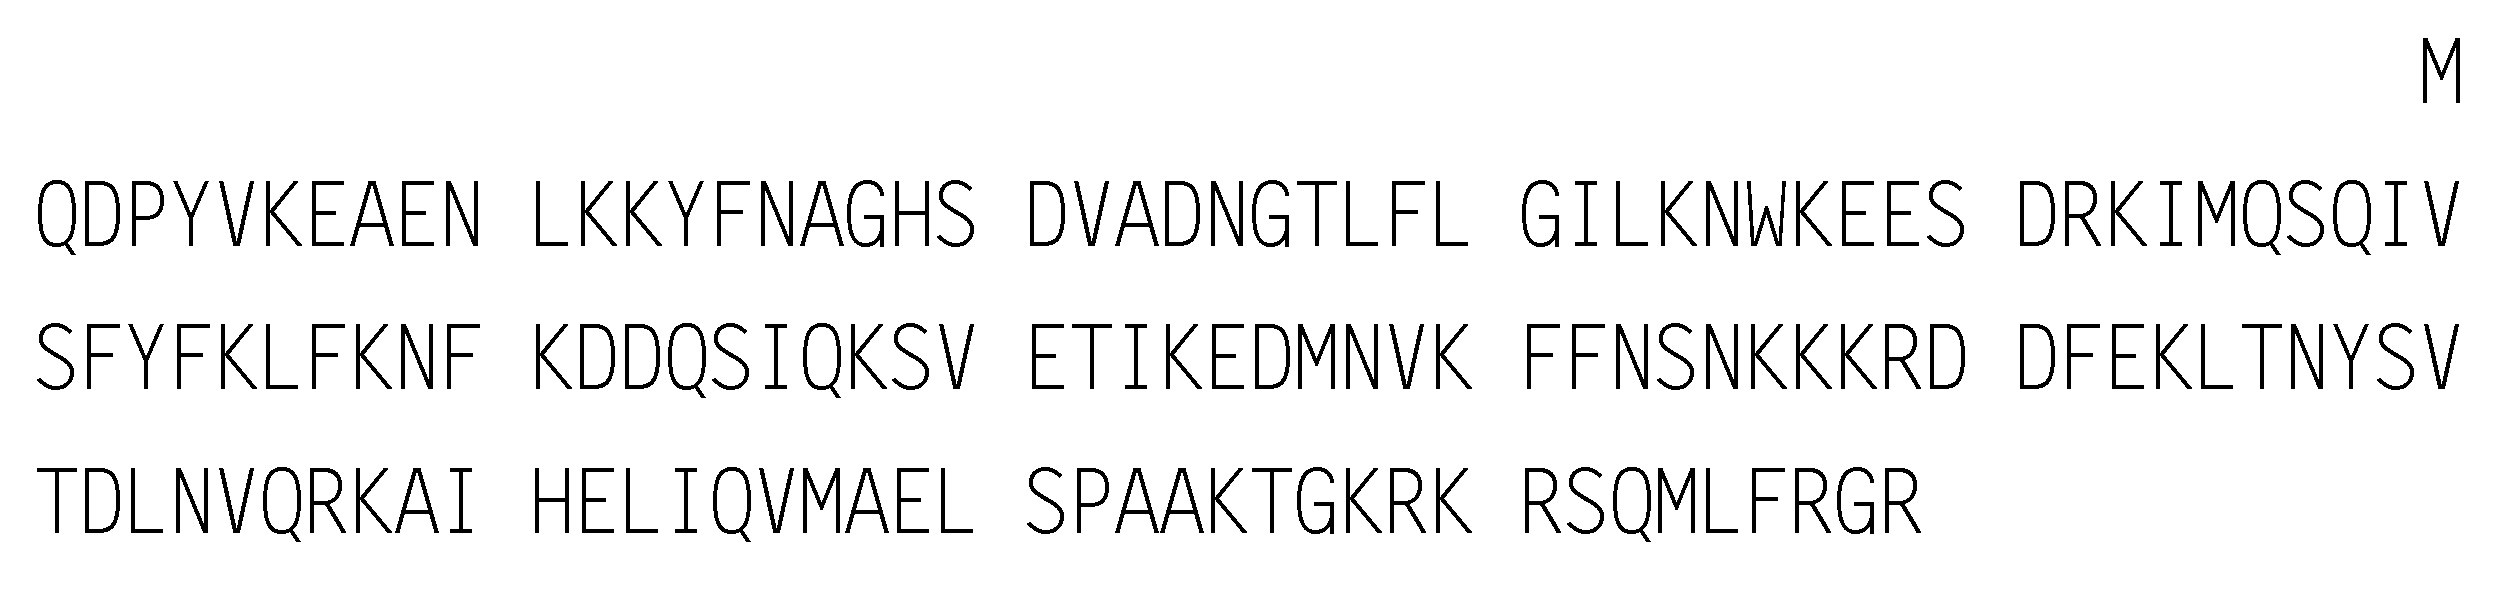 M
QDPYVKEAEN LKKYFNAGHS DVADNGTLFL GILKNWKEES DRKIMQSQIV
SFYFKLFKNF KDDQSIQKSV ETIKEDMNVK FFNSNKKKRD DFEKLTNYSV
TDLNVQRKAI HELIQVMAEL SPAAKTGKRK RSQMLFRGR